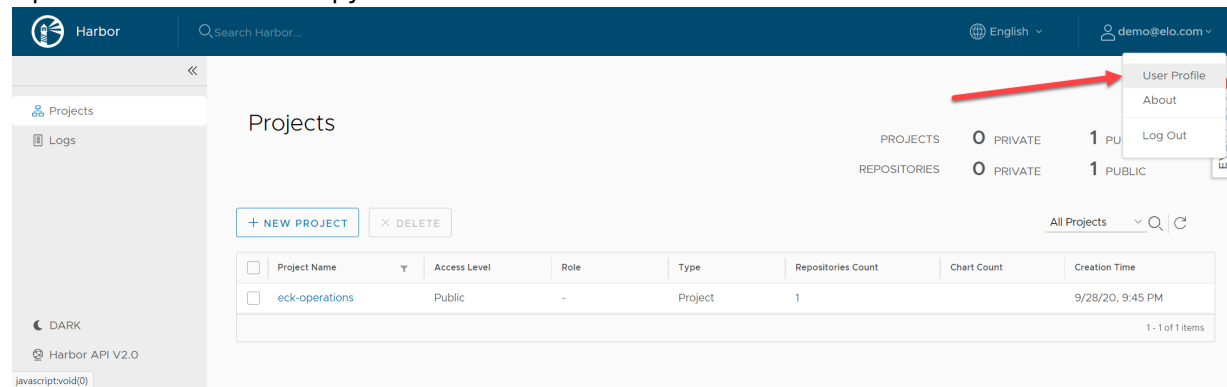 Harbor
Search Harbor...
English
demo@elo.com
User Profile
About
Log Out
Projects
Logs
Projects
PROJECTS 0 PRIVATE 1
REPOSITORIES 0 PRIVATE 1 PUBLIC
+ NEW PROJECT
× DELETE
All Projects
Project Name Access Level Role Type Repositories Count Chart Count Creation Time
eck-operations Public - Project 1 9/28/20, 9:45 PM
1 - 1 of 1 items
DARK
Harbor API V2.0
javascript:void(0)